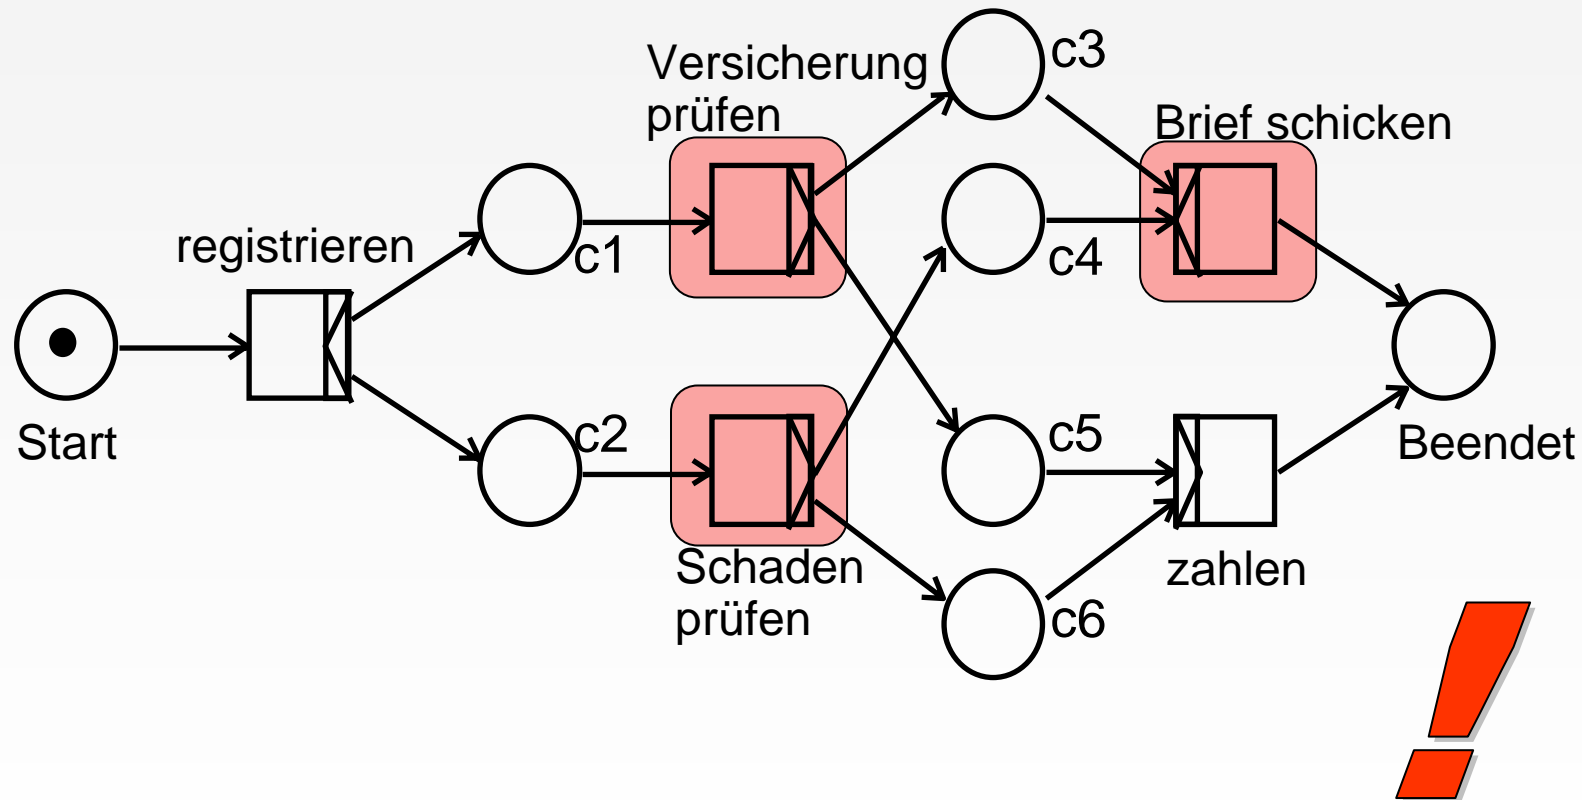 Versicherung
prüfen
c3
Brief schicken
registrieren
c1
c4
Start
c2
c5
Beendet
Schaden
prüfen
zahlen
c6